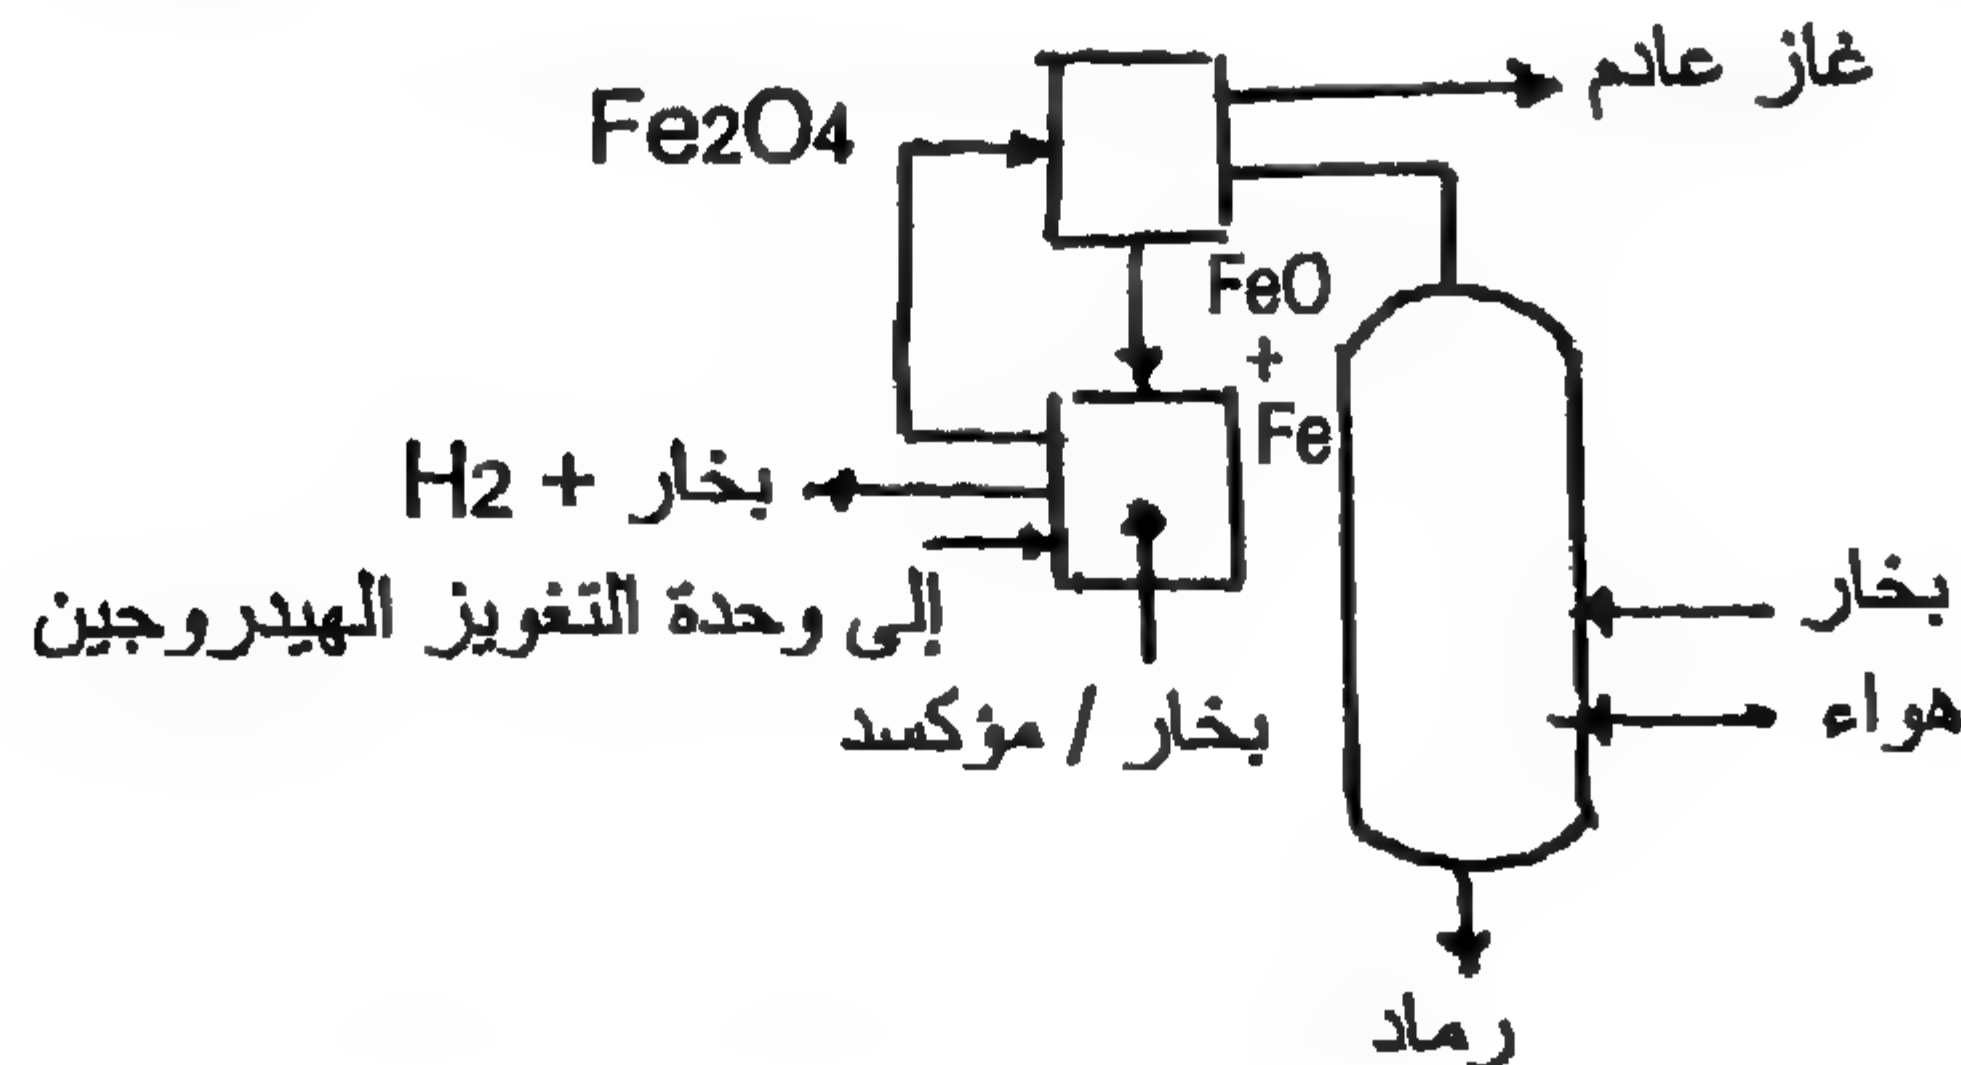 غاز عادم
Fe2O4
FeO
+
Fe
H2 + بخار
إلى وحدة التغويز الهيدروجين
بخار / مؤكسد
بخار
هواء
رماد